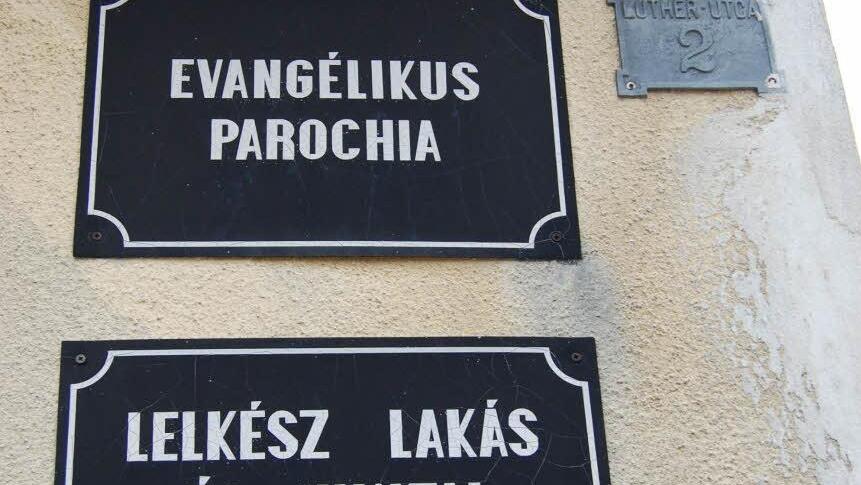 EVANGÉLIKUS
PAROCHIA
LUTHER-UTCA
2
LELKÉSZ LAKÁS